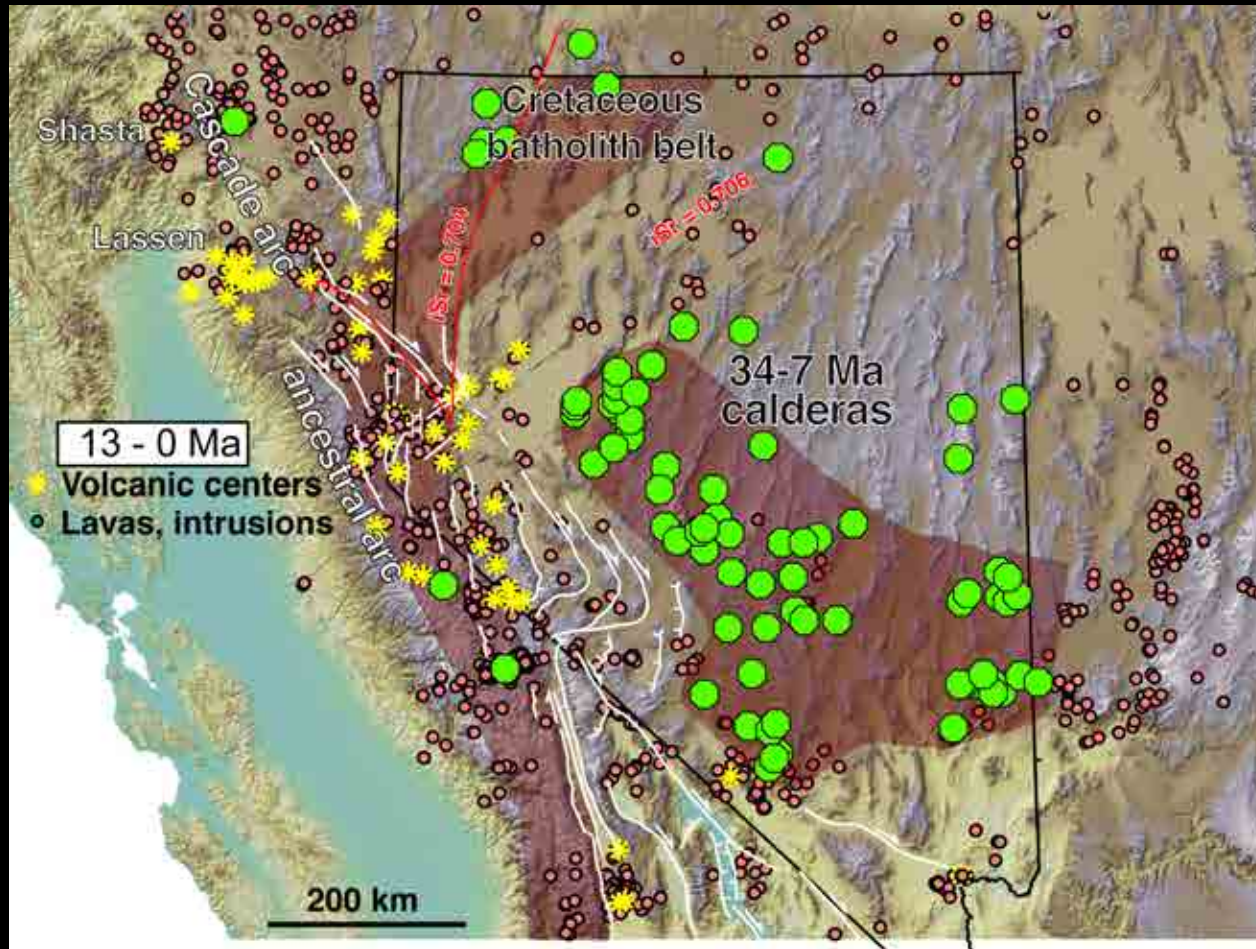 Cretaceous
batholith belt
Shasta
Cascade arc
Lassen
iSr = 0.704
iSr = 0.706
34-7 Ma
calderas
ancestral arc
13 - 0 Ma
Volcanic centers
Lavas, intrusions
200 km